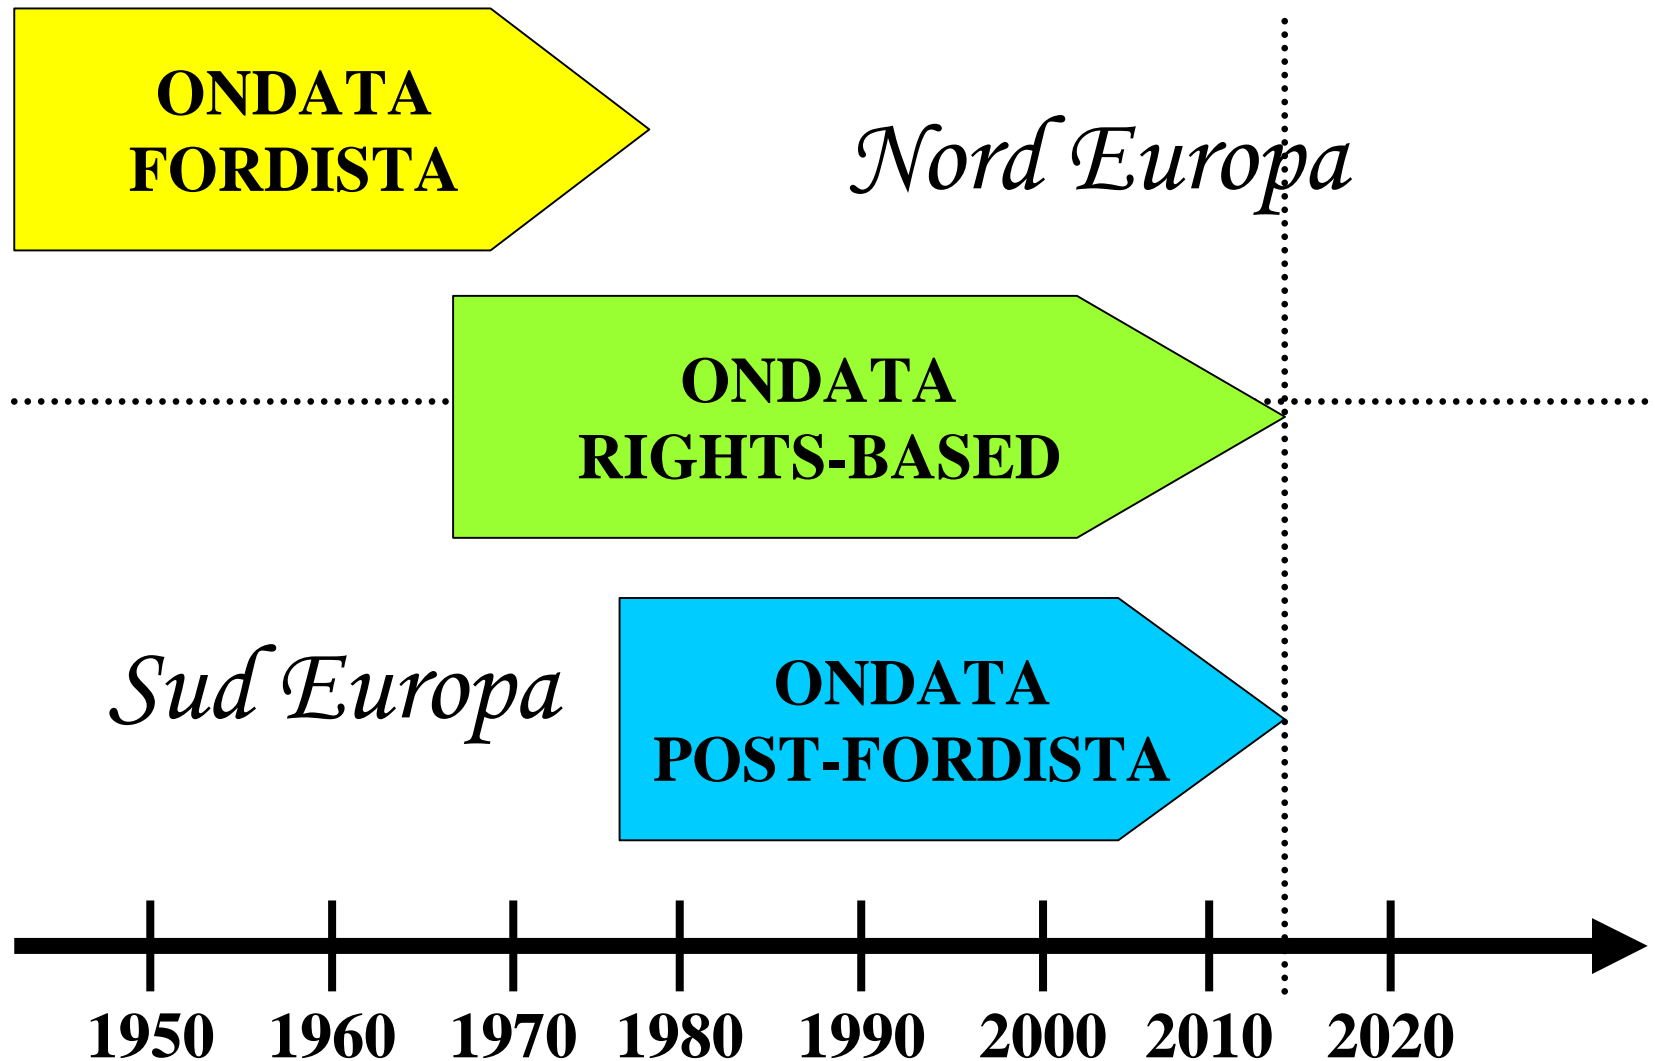 ONDATA
FORDISTA
Nord Europa
ONDATA
RIGHTS-BASED
Sud Europa
ONDATA
POST-FORDISTA
1950 1960 1970 1980 1990 2000 2010 2020